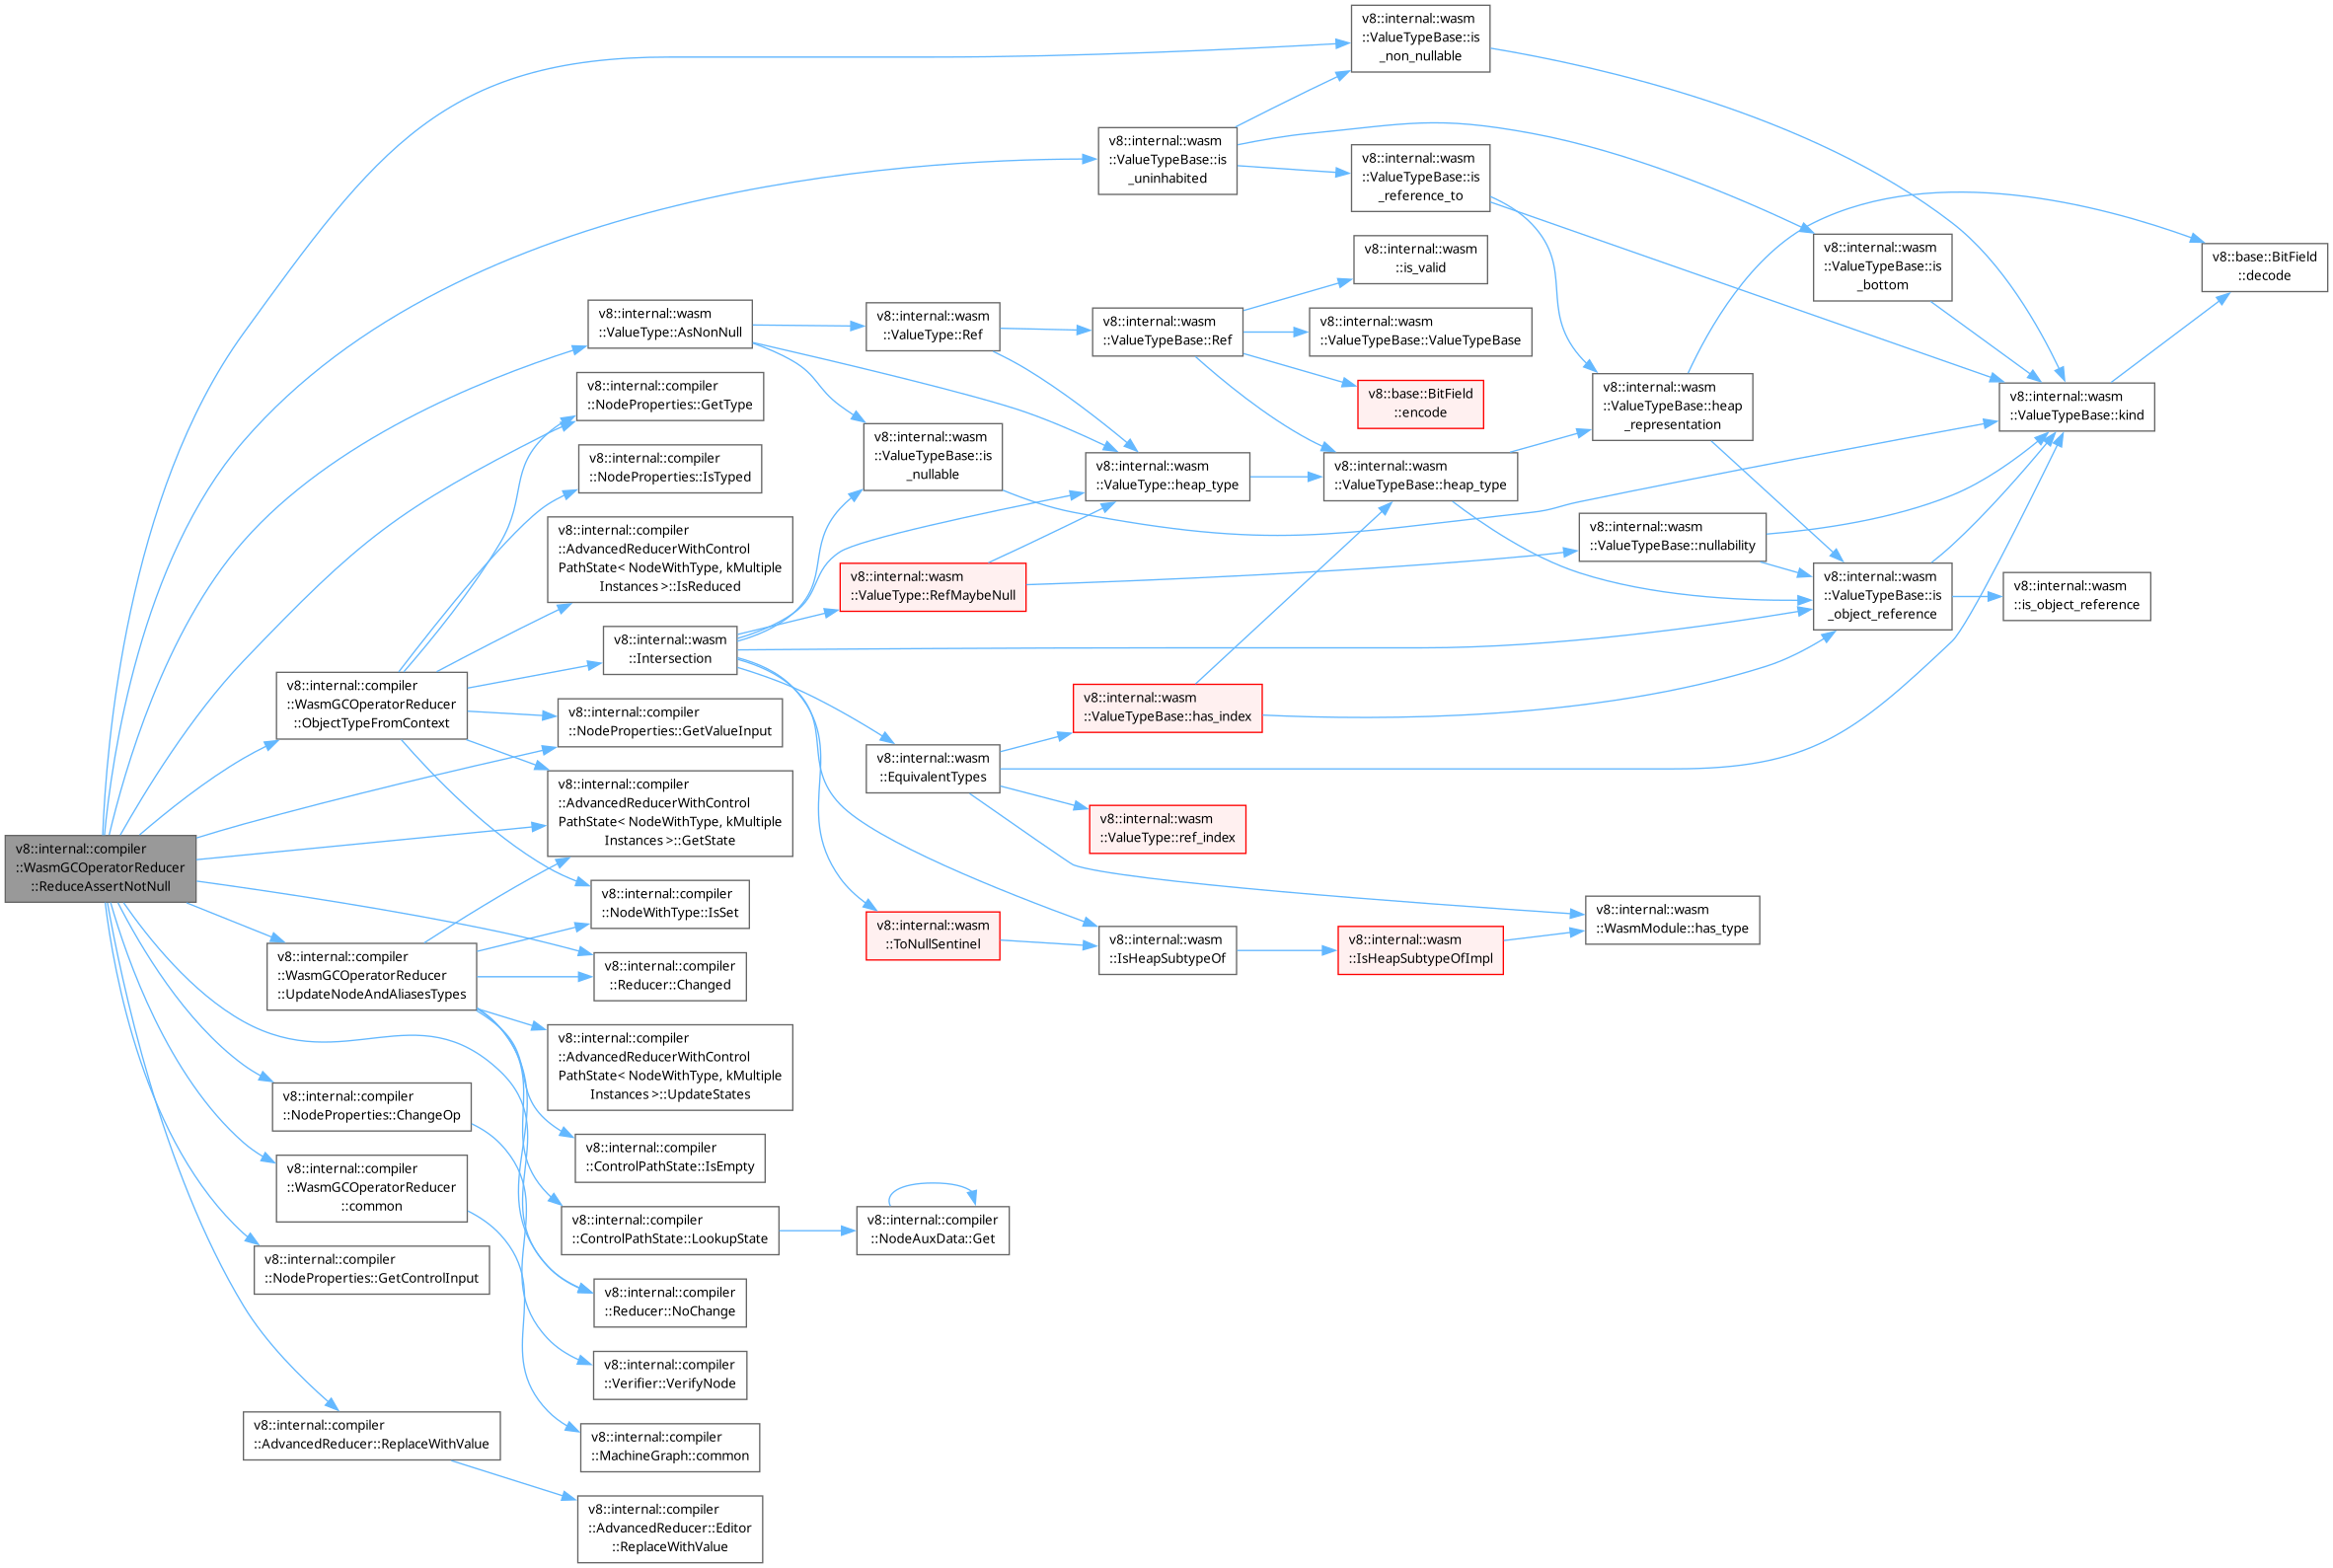 v8::internal::compiler
::WasmGCOperatorReducer
::ReduceAssertNotNull
v8::internal::compiler
::WasmGCOperatorReducer
::ObjectTypeFromContext
v8::internal::compiler
::WasmGCOperatorReducer
::UpdateNodeAndAliasesTypes
v8::internal::compiler
::NodeProperties::ChangeOp
v8::internal::compiler
::WasmGCOperatorReducer
::common
v8::internal::compiler
::NodeProperties::GetControlInput
v8::internal::compiler
::AdvancedReducer::ReplaceWithValue
v8::internal::wasm
::ValueType::AsNonNull
v8::internal::compiler
::NodeProperties::GetType
v8::internal::compiler
::NodeProperties::IsTyped
v8::internal::compiler
::AdvancedReducerWithControl
PathState< NodeWithType, kMultiple
Instances >::IsReduced
v8::internal::wasm
::Intersection
v8::internal::compiler
::NodeProperties::GetValueInput
v8::internal::compiler
::AdvancedReducerWithControl
PathState< NodeWithType, kMultiple
Instances >::GetState
v8::internal::compiler
::NodeWithType::IsSet
v8::internal::compiler
::Reducer::Changed
v8::internal::compiler
::AdvancedReducerWithControl
PathState< NodeWithType, kMultiple
Instances >::UpdateStates
v8::internal::compiler
::ControlPathState::IsEmpty
v8::internal::compiler
::ControlPathState::LookupState
v8::internal::compiler
::Reducer::NoChange
v8::internal::compiler
::Verifier::VerifyNode
v8::internal::compiler
::MachineGraph::common
v8::internal::compiler
::AdvancedReducer::Editor
::ReplaceWithValue
v8::internal::wasm
::ValueType::Ref
v8::internal::wasm
::ValueTypeBase::is
_nullable
v8::internal::wasm
::ValueType::RefMaybeNull
v8::internal::wasm
::EquivalentTypes
v8::internal::wasm
::ToNullSentinel
v8::internal::compiler
::NodeAuxData::Get
v8::internal::wasm
::ValueTypeBase::is
_uninhabited
v8::internal::wasm
::ValueTypeBase::Ref
v8::internal::wasm
::ValueType::heap_type
v8::internal::wasm
::ValueTypeBase::has_index
v8::internal::wasm
::ValueType::ref_index
v8::internal::wasm
::IsHeapSubtypeOf
v8::internal::wasm
::ValueTypeBase::is
_non_nullable
v8::internal::wasm
::ValueTypeBase::is
_reference_to
v8::internal::wasm
::is_valid
v8::internal::wasm
::ValueTypeBase::ValueTypeBase
v8::base::BitField
::encode
v8::internal::wasm
::ValueTypeBase::heap_type
v8::internal::wasm
::IsHeapSubtypeOfImpl
v8::internal::wasm
::ValueTypeBase::heap
_representation
v8::internal::wasm
::ValueTypeBase::nullability
v8::internal::wasm
::WasmModule::has_type
v8::internal::wasm
::ValueTypeBase::is
_bottom
v8::internal::wasm
::ValueTypeBase::is
_object_reference
v8::internal::wasm
::ValueTypeBase::kind
v8::internal::wasm
::is_object_reference
v8::base::BitField
::decode